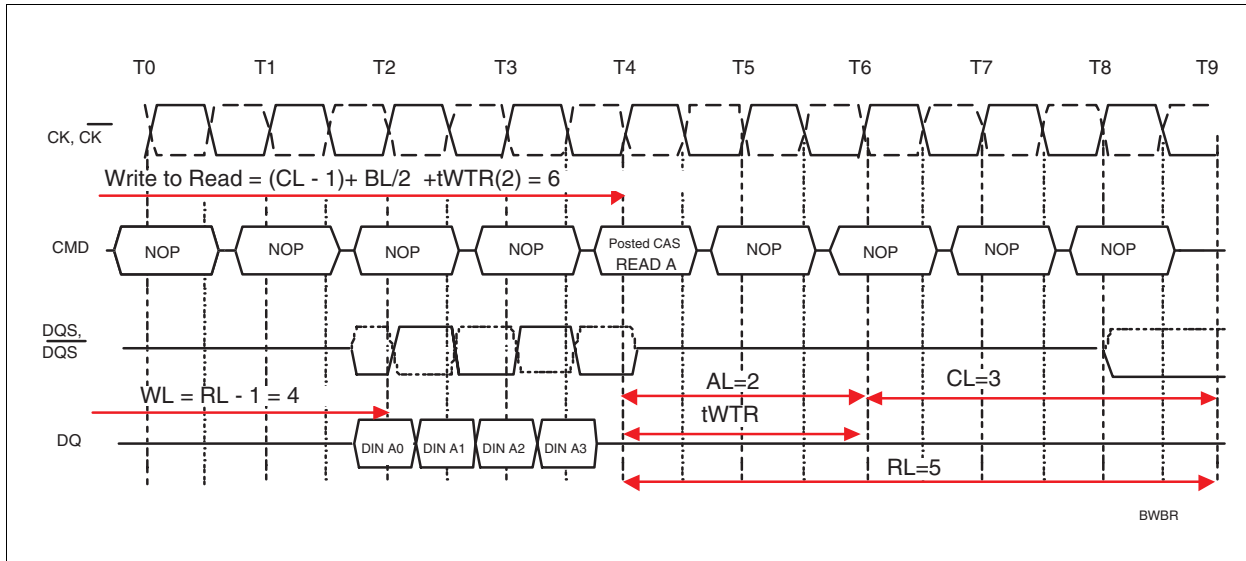 T0 T1 T2 T3 T4 T5 T6 T7 T8 T9
CK, CK
Write to Read = (CL - 1)+ BL/2 +tWTR(2) = 6
CMD NOP NOP NOP NOP Posted CAS READ A NOP NOP NOP NOP
DQS,
DQS
AL=2 CL=3
WL = RL - 1 = 4
tWTR
DQ DIN A0 DIN A1 DIN A2 DIN A3
RL=5
BWBR